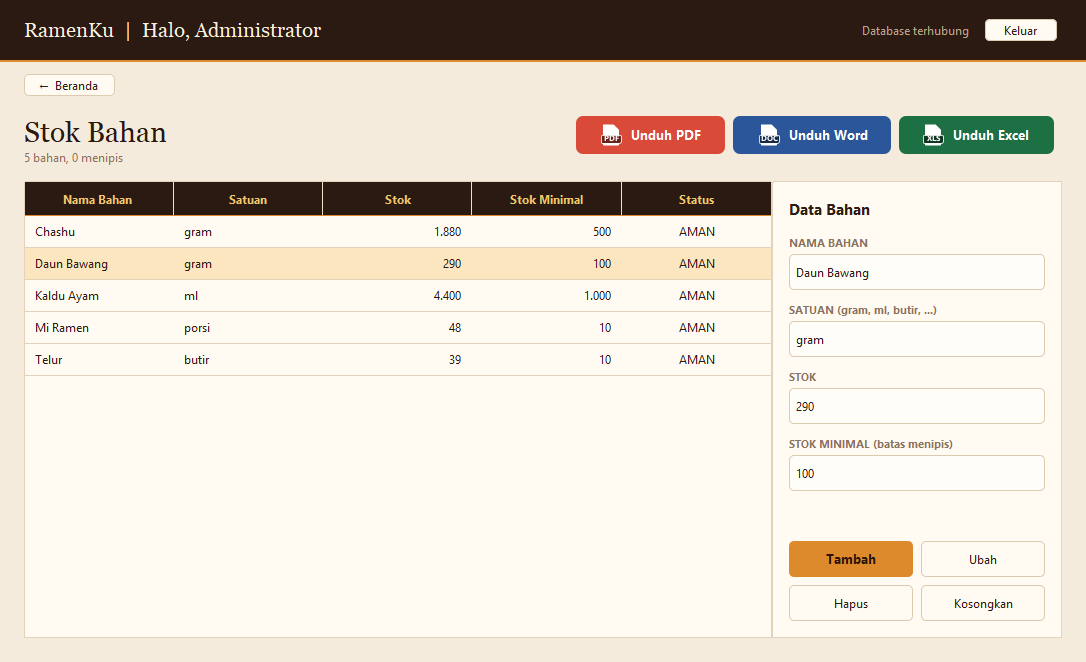 RamenKu | Halo, Administrator
Database terhubung
Keluar
← Beranda
Stok Bahan
5 bahan, 0 menipis
PDF Unduh PDF
DOC Unduh Word
XLS Unduh Excel
Nama Bahan Satuan Stok Stok Minimal Status
Chashu gram 1.880 500 AMAN
Daun Bawang gram 290 100 AMAN
Kaldu Ayam ml 4.400 1.000 AMAN
Mi Ramen porsi 48 10 AMAN
Telur butir 39 10 AMAN
Data Bahan
NAMA BAHAN
Daun Bawang
SATUAN (gram, ml, butir, ...)
gram
STOK
290
STOK MINIMAL (batas menipis)
100
Tambah
Ubah
Hapus
Kosongkan